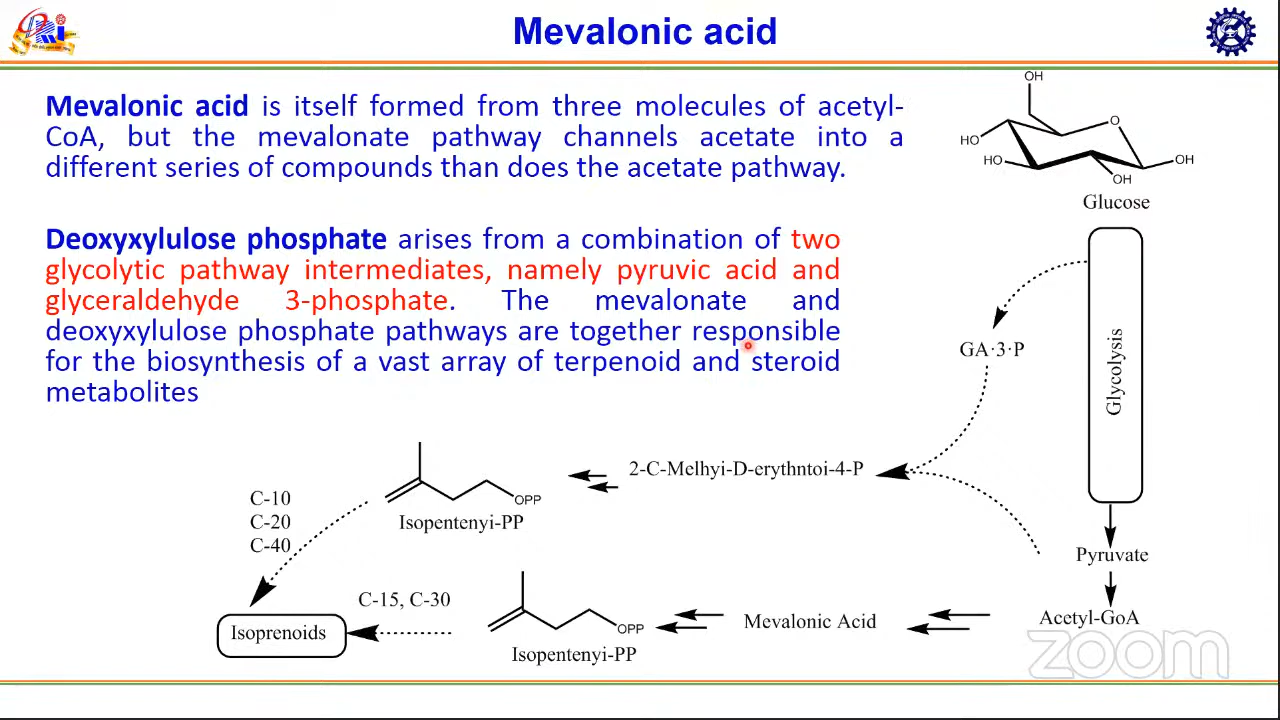 Mevalonic acid
Mevalonic acid is itself formed from three molecules of acetyl-
CoA, but the mevalonate pathway channels acetate into a
different series of compounds than does the acetate pathway.
Deoxyxylulose phosphate arises from a combination of two
glycolytic pathway intermediates, namely pyruvic acid and
glyceraldehyde 3-phosphate. The mevalonate and
deoxyxylulose phosphate pathways are together responsible
for the biosynthesis of a vast array of terpenoid and steroid
metabolites
OH
O
HO
HO
OH
OH
Glucose
Glycolysis
GA·3·P
2-C-Melhyi-D-erythntoi-4-P
OPP
Isopentenyi-PP
C-10
C-20
C-40
Pyruvate
C-15, C-30
Isoprenoids
OPP
Isopentenyi-PP
Mevalonic Acid
Acetyl-GoA
zoom